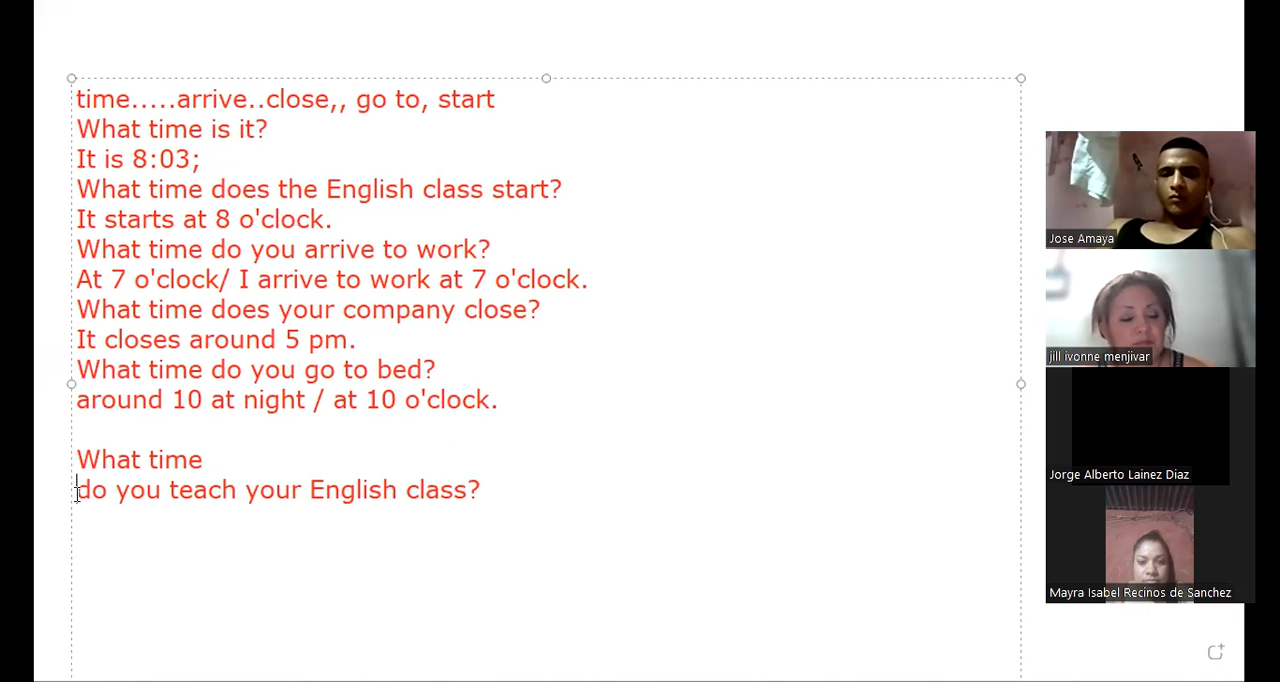 time.....arrive..close,, go to, start
What time is it?
It is 8:03;
What time does the English class start?
It starts at 8 o'clock.
What time do you arrive to work?
At 7 o'clock/ I arrive to work at 7 o'clock.
What time does your company close?
It closes around 5 pm.
What time do you go to bed?
around 10 at night / at 10 o'clock.
What time
do you teach your English class?
Jose Amaya
jill ivonne menjivar
Jorge Alberto Lainez Diaz
Mayra Isabel Recinos de Sanchez